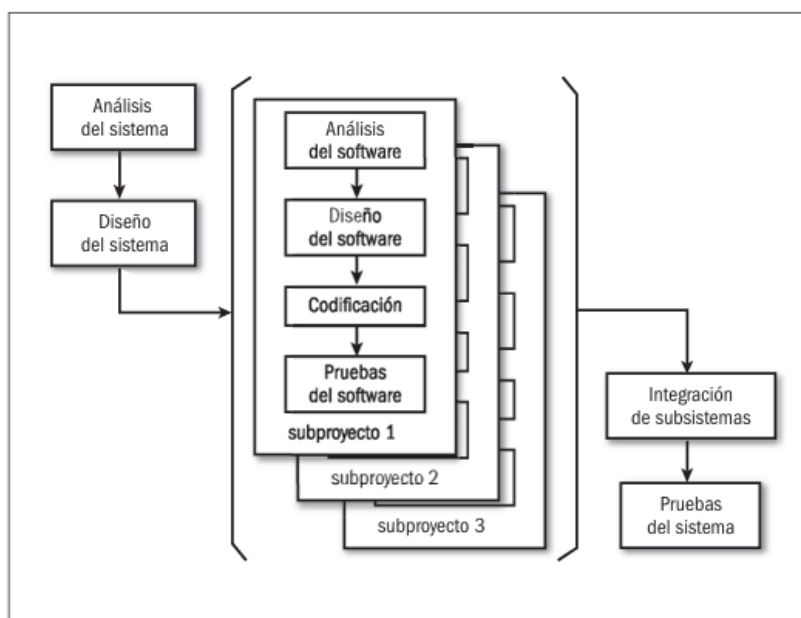 Análisis
del sistema
Diseño
del sistema
Análisis
del software
Diseño
del software
Codificación
Pruebas
del software
subproyecto 1
subproyecto 2
subproyecto 3
Integración
de subsistemas
Pruebas
del sistema